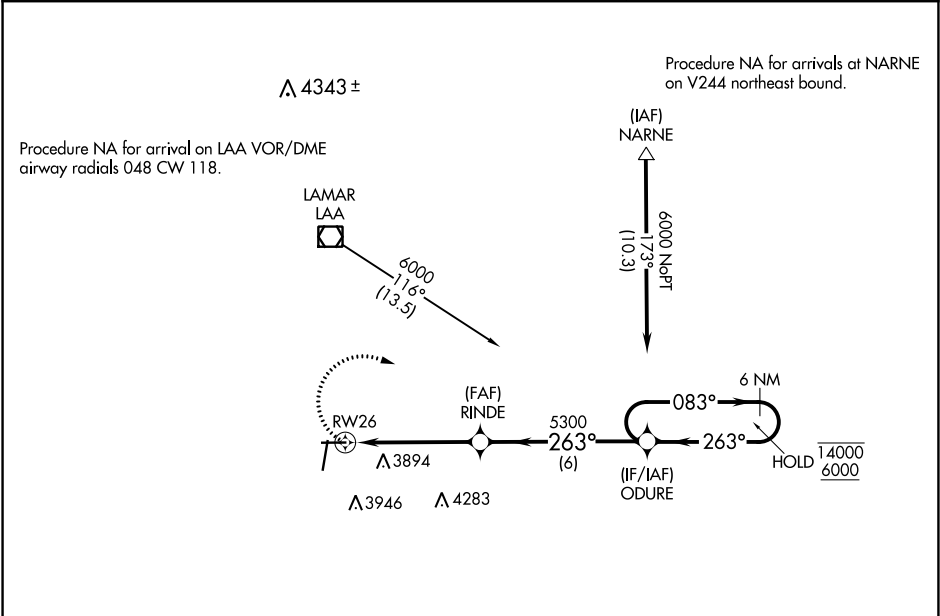 Procedure NA for arrivals at NARNE
on V244 northeast bound.
4343 ±
(IAF)
NARNE
Procedure NA for arrival on LAA VOR/DME
airway radials 048 CW 118.
LAMAR
LAA
6000 NoPT
173°
(10.3)
6000
116°
(13.5)
6 NM
083°
(FAF)
RINDE
RW26
5300
263°
(6)
263°
HOLD
14000
6000
3894
(IF/IAF)
ODURE
3946
4283